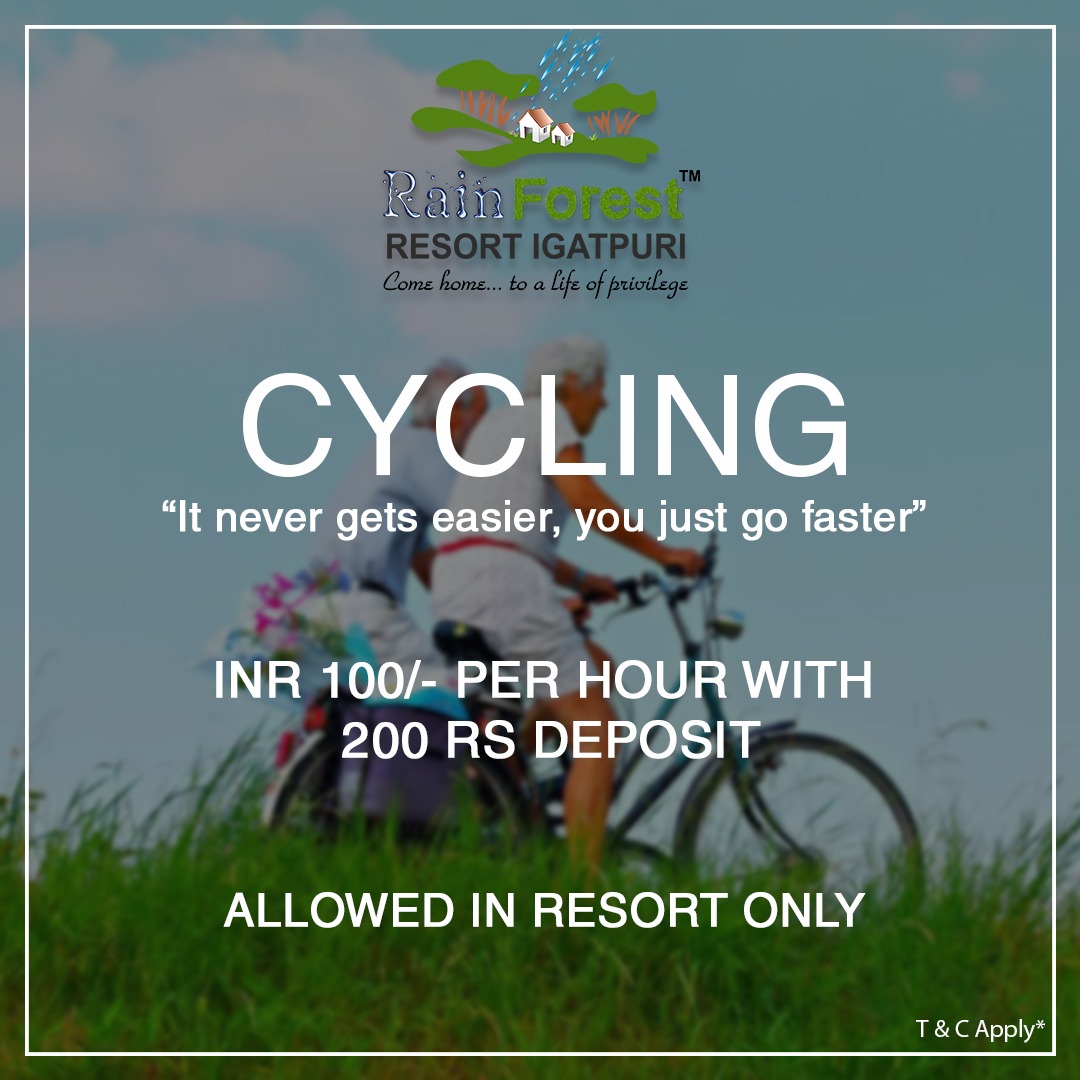 Rain Forest™
RESORT IGATPURI
Come home... to a life of privilege
CYCLING
“It never gets easier, you just go faster”
INR 100/- PER HOUR WITH
200 RS DEPOSIT
ALLOWED IN RESORT ONLY
T & C Apply*